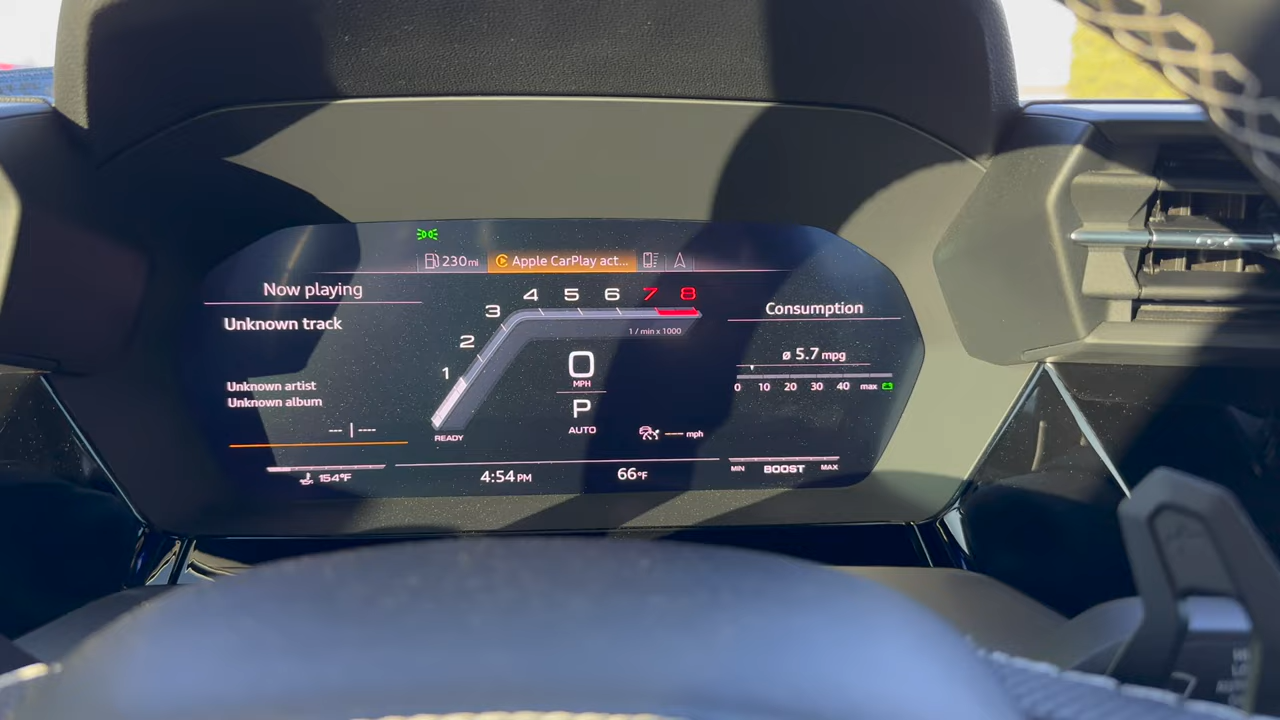 230 mi
Apple CarPlay act...
Now playing
Unknown track
Unknown artist
Unknown album
-- | ----
154°F
1 2 3 4 5 6 7 8
1 / min x 1000
0
MPH
P
AUTO
READY
---- mph
4:54 PM
66°F
Consumption
ø 5.7 mpg
0 10 20 30 40 max
MIN BOOST MAX